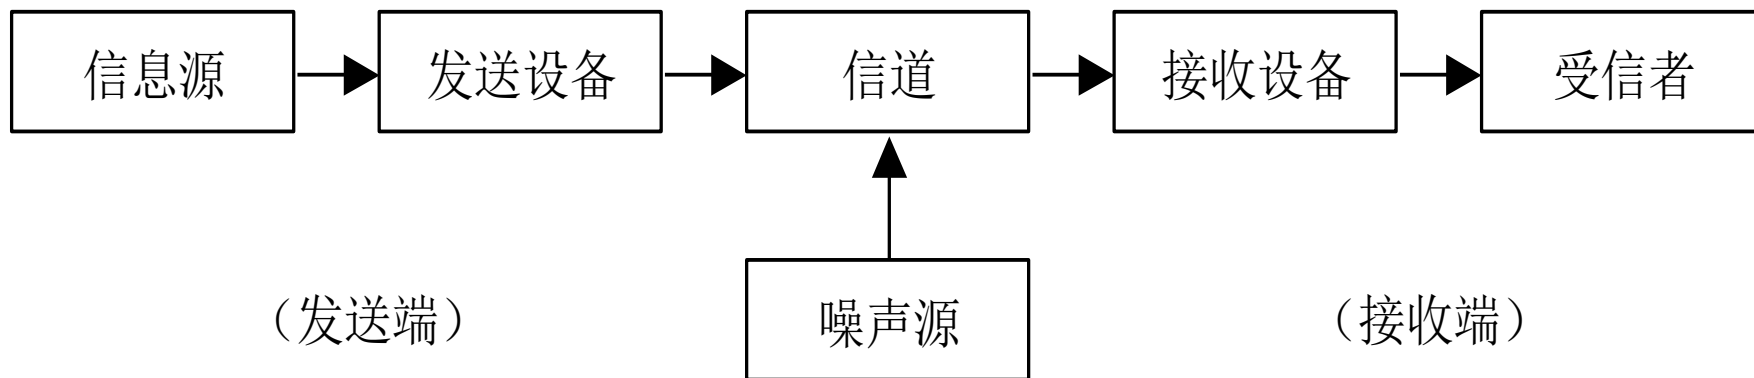 信息源
发送设备
信道
接收设备
受信者
（发送端）
噪声源
（接收端）